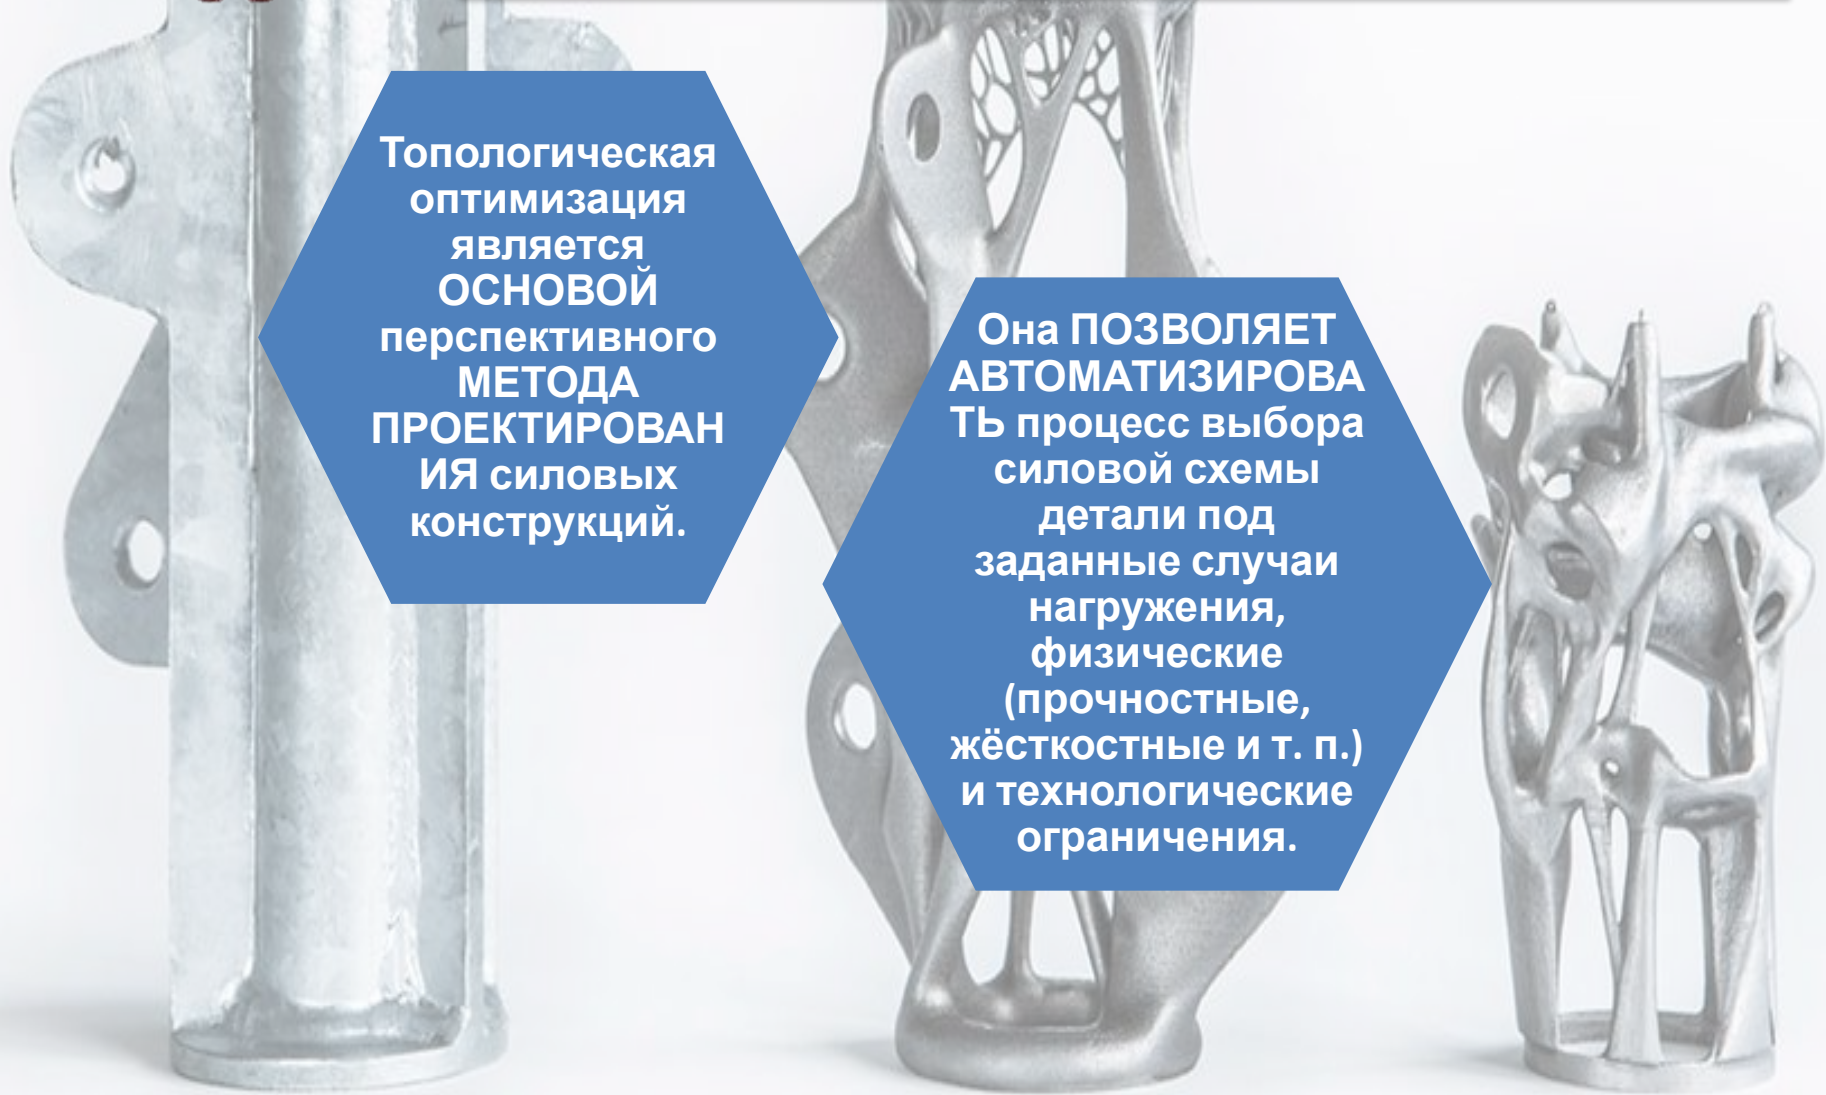 Топологическая
оптимизация
является
ОСНОВОЙ
перспективного
МЕТОДА
ПРОЕКТИРОВАН
ИЯ силовых
конструкций.
Она ПОЗВОЛЯЕТ
АВТОМАТИЗИРОВА
ТЬ процесс выбора
силовой схемы
детали под
заданные случаи
нагружения,
физические
(прочностные,
жёсткостные и т. п.)
и технологические
ограничения.